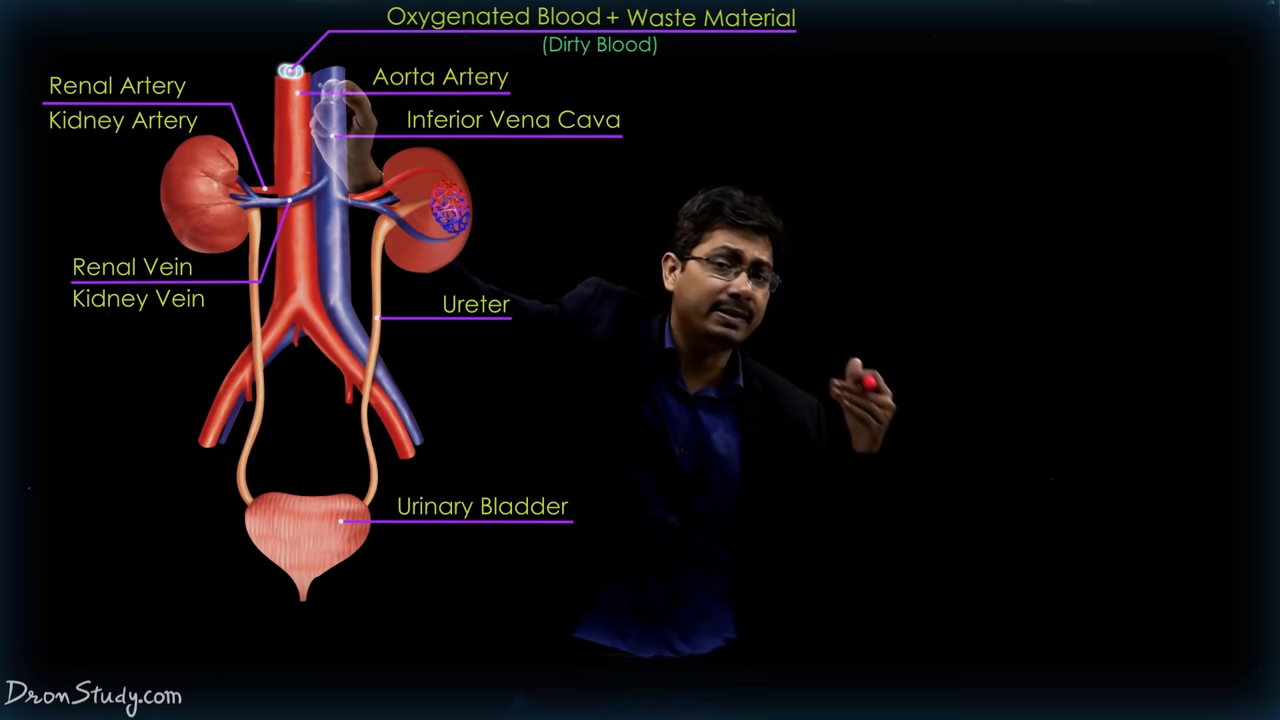 Oxygenated Blood + Waste Material
(Dirty Blood)
Renal Artery
Kidney Artery
Aorta Artery
Inferior Vena Cava
Renal Vein
Kidney Vein
Ureter
Urinary Bladder
DronStudy.com